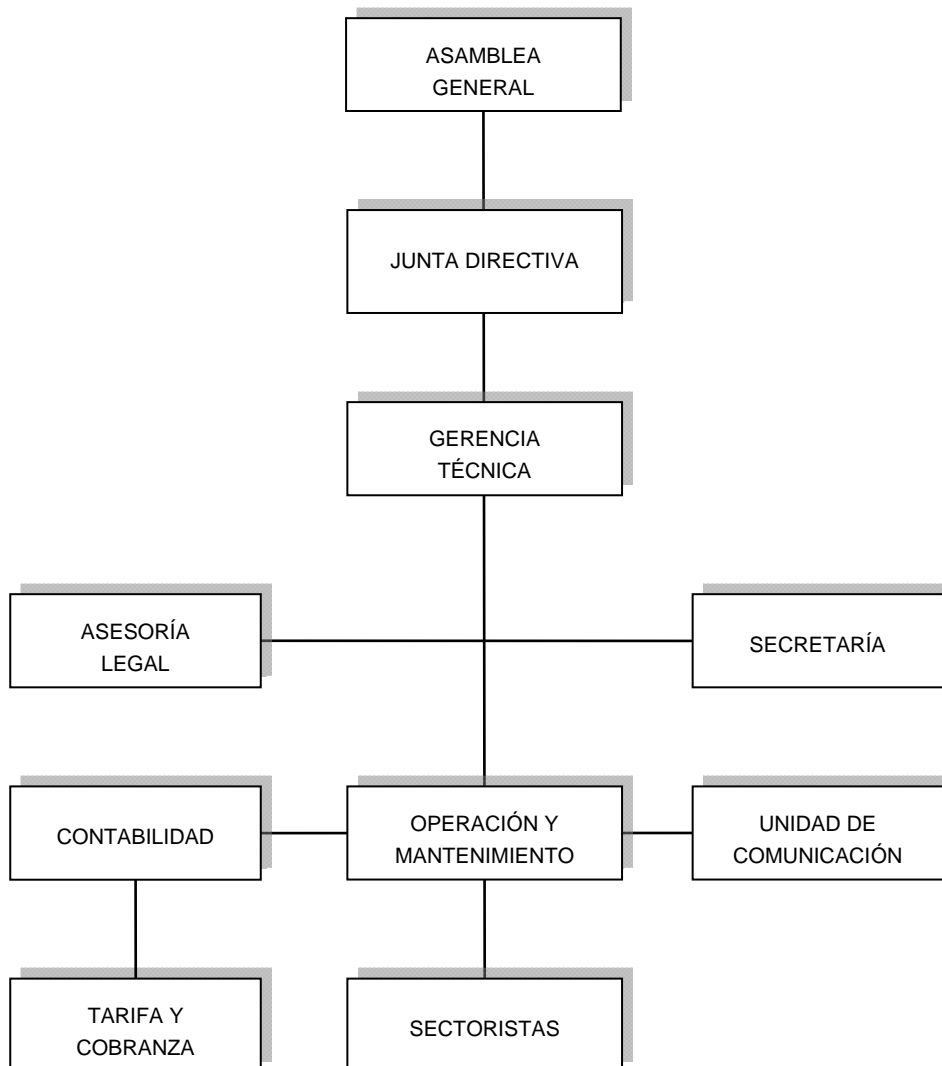 ASAMBLEA
GENERAL
JUNTA DIRECTIVA
GERENCIA
TÉCNICA
ASESORÍA
LEGAL
SECRETARÍA
CONTABILIDAD
OPERACIÓN Y
MANTENIMIENTO
UNIDAD DE
COMUNICACIÓN
TARIFA Y
COBRANZA
SECTORISTAS